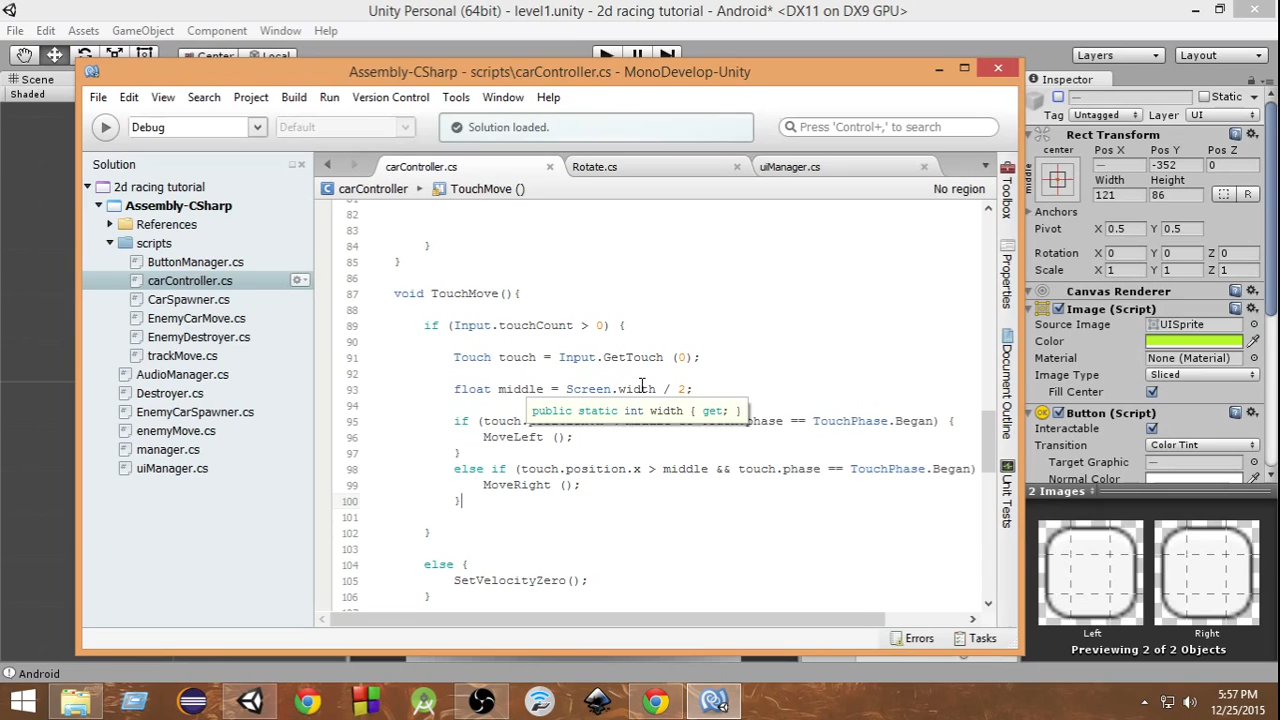 Unity Personal (64bit) - level1.unity - 2d racing tutorial - Android* <DX11 on DX9 GPU>
File Edit Assets GameObject Component Window Help
Center Local
Layers Layout
Scene
Shaded
Assembly-CSharp - scripts\carController.cs - MonoDevelop-Unity
File Edit View Search Project Build Run Version Control Tools Window Help
Debug Default Solution loaded. Press 'Control+,' to search
Solution
carController.cs Rotate.cs uiManager.cs
carController TouchMove () No region
2d racing tutorial
Assembly-CSharp
References
scripts
ButtonManager.cs
carController.cs
CarSpawner.cs
EnemyCarMove.cs
EnemyDestroyer.cs
trackMove.cs
AudioManager.cs
Destroyer.cs
EnemyCarSpawner.cs
enemyMove.cs
manager.cs
uiManager.cs
81
82
83
84 }
85 }
86
87 void TouchMove(){
88
89 if (Input.touchCount > 0) {
90
91 Touch touch = Input.GetTouch (0);
92
93 float middle = Screen.width / 2;
94
public static int width { get; }
95 if (touch. phase == TouchPhase.Began) {
96 MoveLeft ();
97 }
98 else if (touch.position.x > middle && touch.phase == TouchPhase.Began)
99 MoveRight ();
100 }
101
102 }
103
104 else {
105 SetVelocityZero();
106 }
Errors Tasks
Toolbox
Properties
Document Outline
Unit Tests
Inspector
— Static
Tag Untagged Layer UI
Rect Transform
center Pos X Pos Y Pos Z
middle — -352 0
Width Height
121 86 R
Anchors
Pivot X 0.5 Y 0.5
Rotation X 0 Y 0 Z 0
Scale X 1 Y 1 Z 1
Canvas Renderer
Image (Script)
Source Image UISprite
Color
Material None (Material)
Image Type Sliced
Fill Center
Button (Script)
Interactable
Transition Color Tint
Target Graphic —
Normal Color
2 Images
Left Right
Previewing 2 of 2 Objects
Android
5:57 PM
12/25/2015